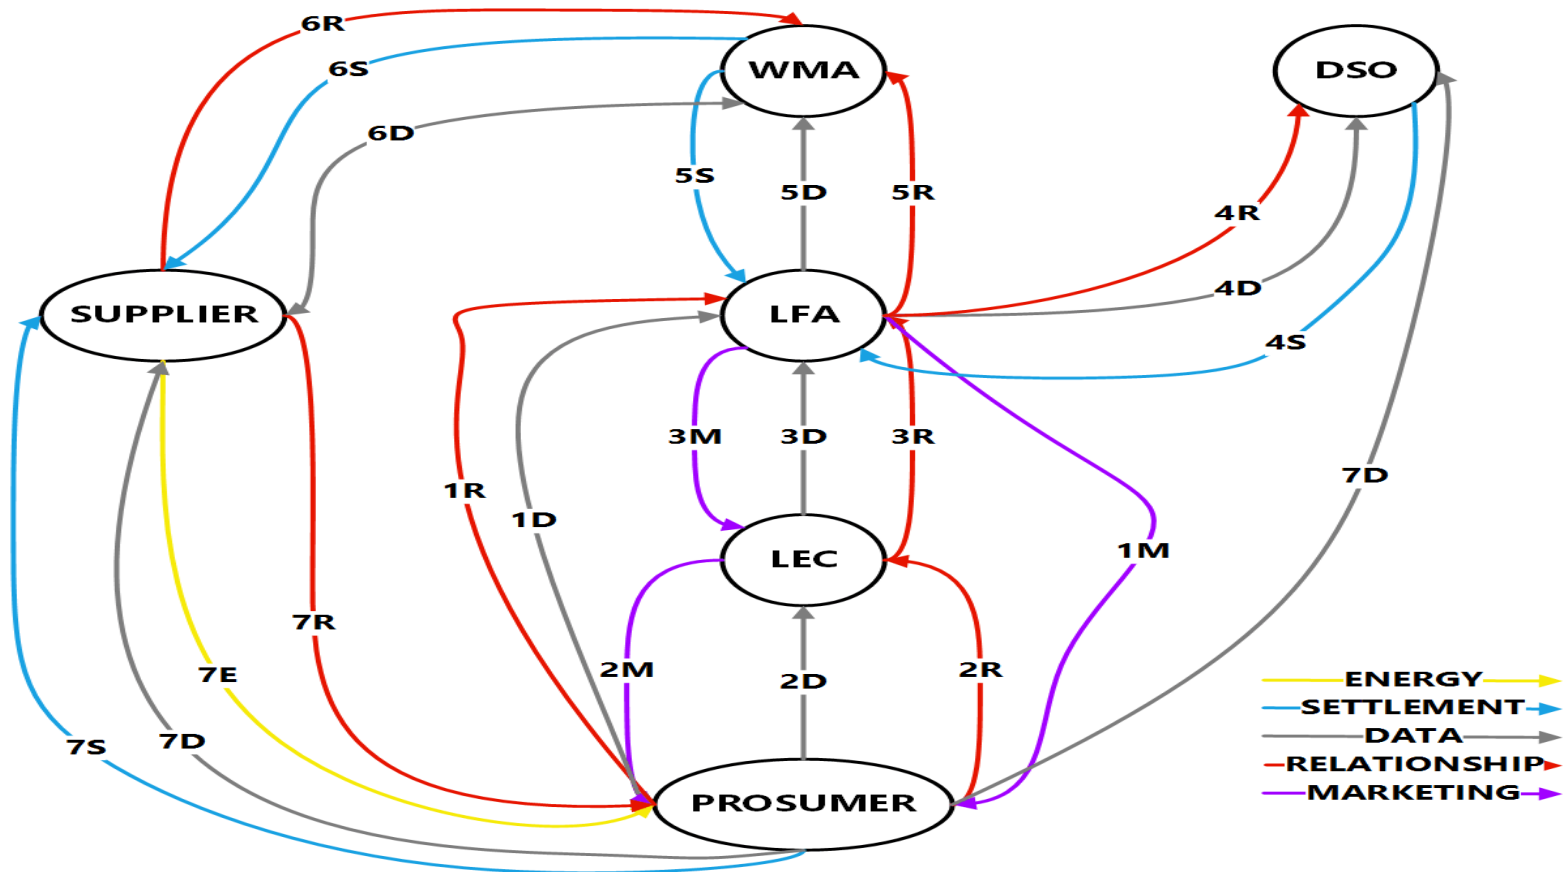 6R
WMA
DSO
6S
6D
5S
5D
5R
4R
4D
SUPPLIER
LFA
4S
3M
3D
3R
7D
1R
1D
1M
LEC
7R
2M
2D
2R
7E
ENERGY
SETTLEMENT
DATA
RELATIONSHIP
MARKETING
7S
7D
PROSUMER